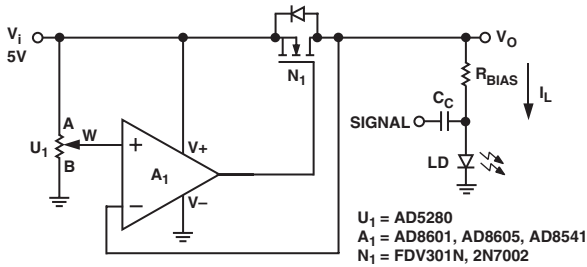 Vi
5V
VO
N1
RBIAS
IL
CC
SIGNAL
A
W
U1
B
+
V+
A1
−
V−
LD
U1 = AD5280
A1 = AD8601, AD8605, AD8541
N1 = FDV301N, 2N7002